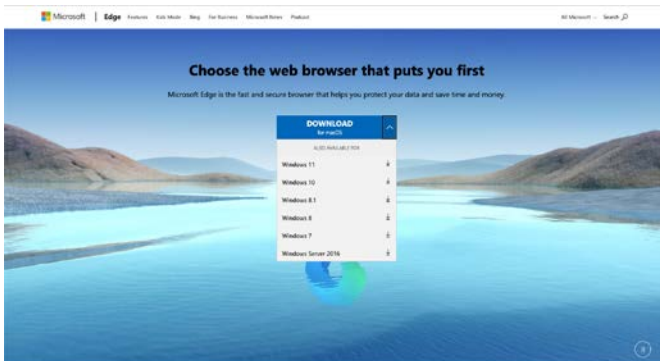 Microsoft | Edge Features Kids Mode Bing For Business Microsoft News Podcast All Microsoft Search
Choose the web browser that puts you first
Microsoft Edge is the fast and secure browser that helps you protect your data and save time and money.
DOWNLOAD
for macOS
ALSO AVAILABLE FOR
Windows 11
Windows 10
Windows 8.1
Windows 8
Windows 7
Windows Server 2016